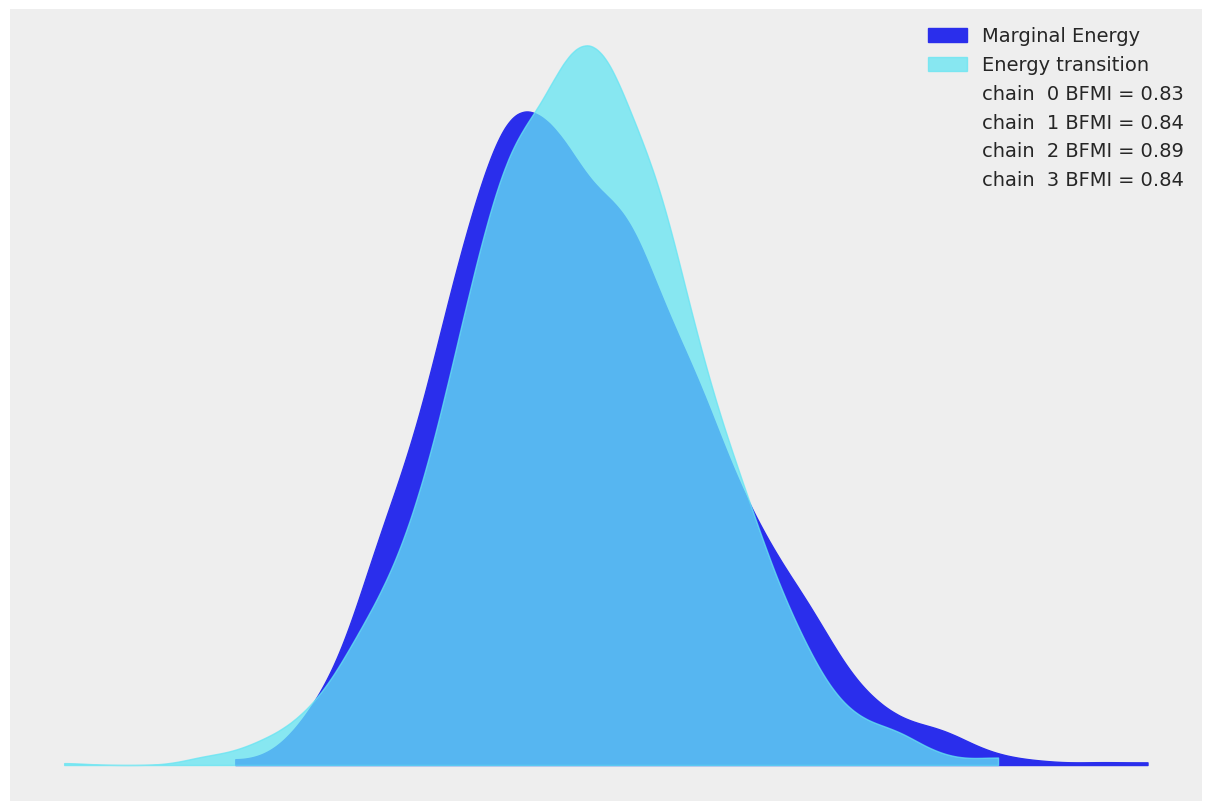 Marginal Energy
Energy transition
chain  0 BFMI = 0.83
chain  1 BFMI = 0.84
chain  2 BFMI = 0.89
chain  3 BFMI = 0.84